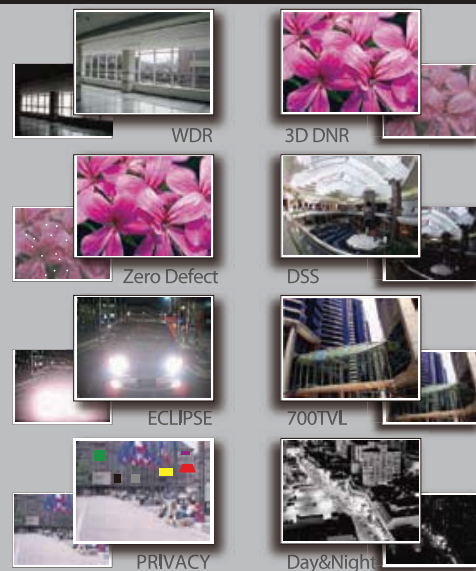 WDR
3D DNR
Zero Defect
DSS
ECLIPSE
700TVL
PRIVACY
Day&Night